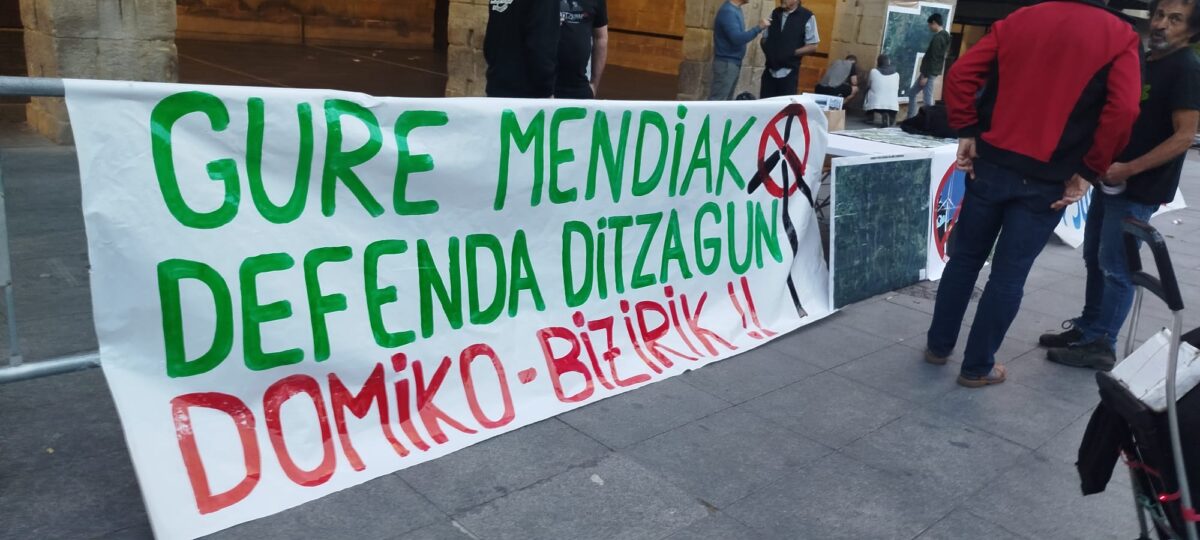 GURE MENDiAK
DEFENDA DiTZAGUN
DOMiKO-BiZiRIK !!